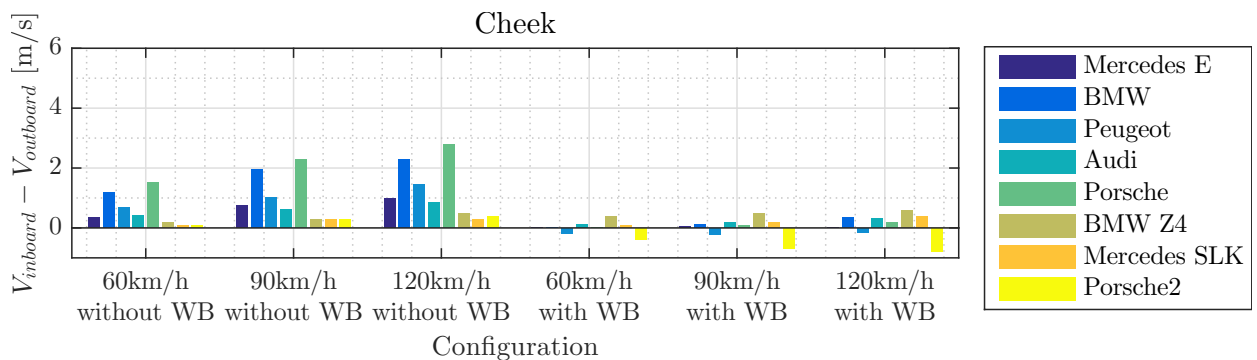 Cheek
V_inboard − V_outboard [m/s]
6
4
2
0
60km/h
without WB
90km/h
without WB
120km/h
without WB
60km/h
with WB
90km/h
with WB
120km/h
with WB
Configuration
Mercedes E
BMW
Peugeot
Audi
Porsche
BMW Z4
Mercedes SLK
Porsche2